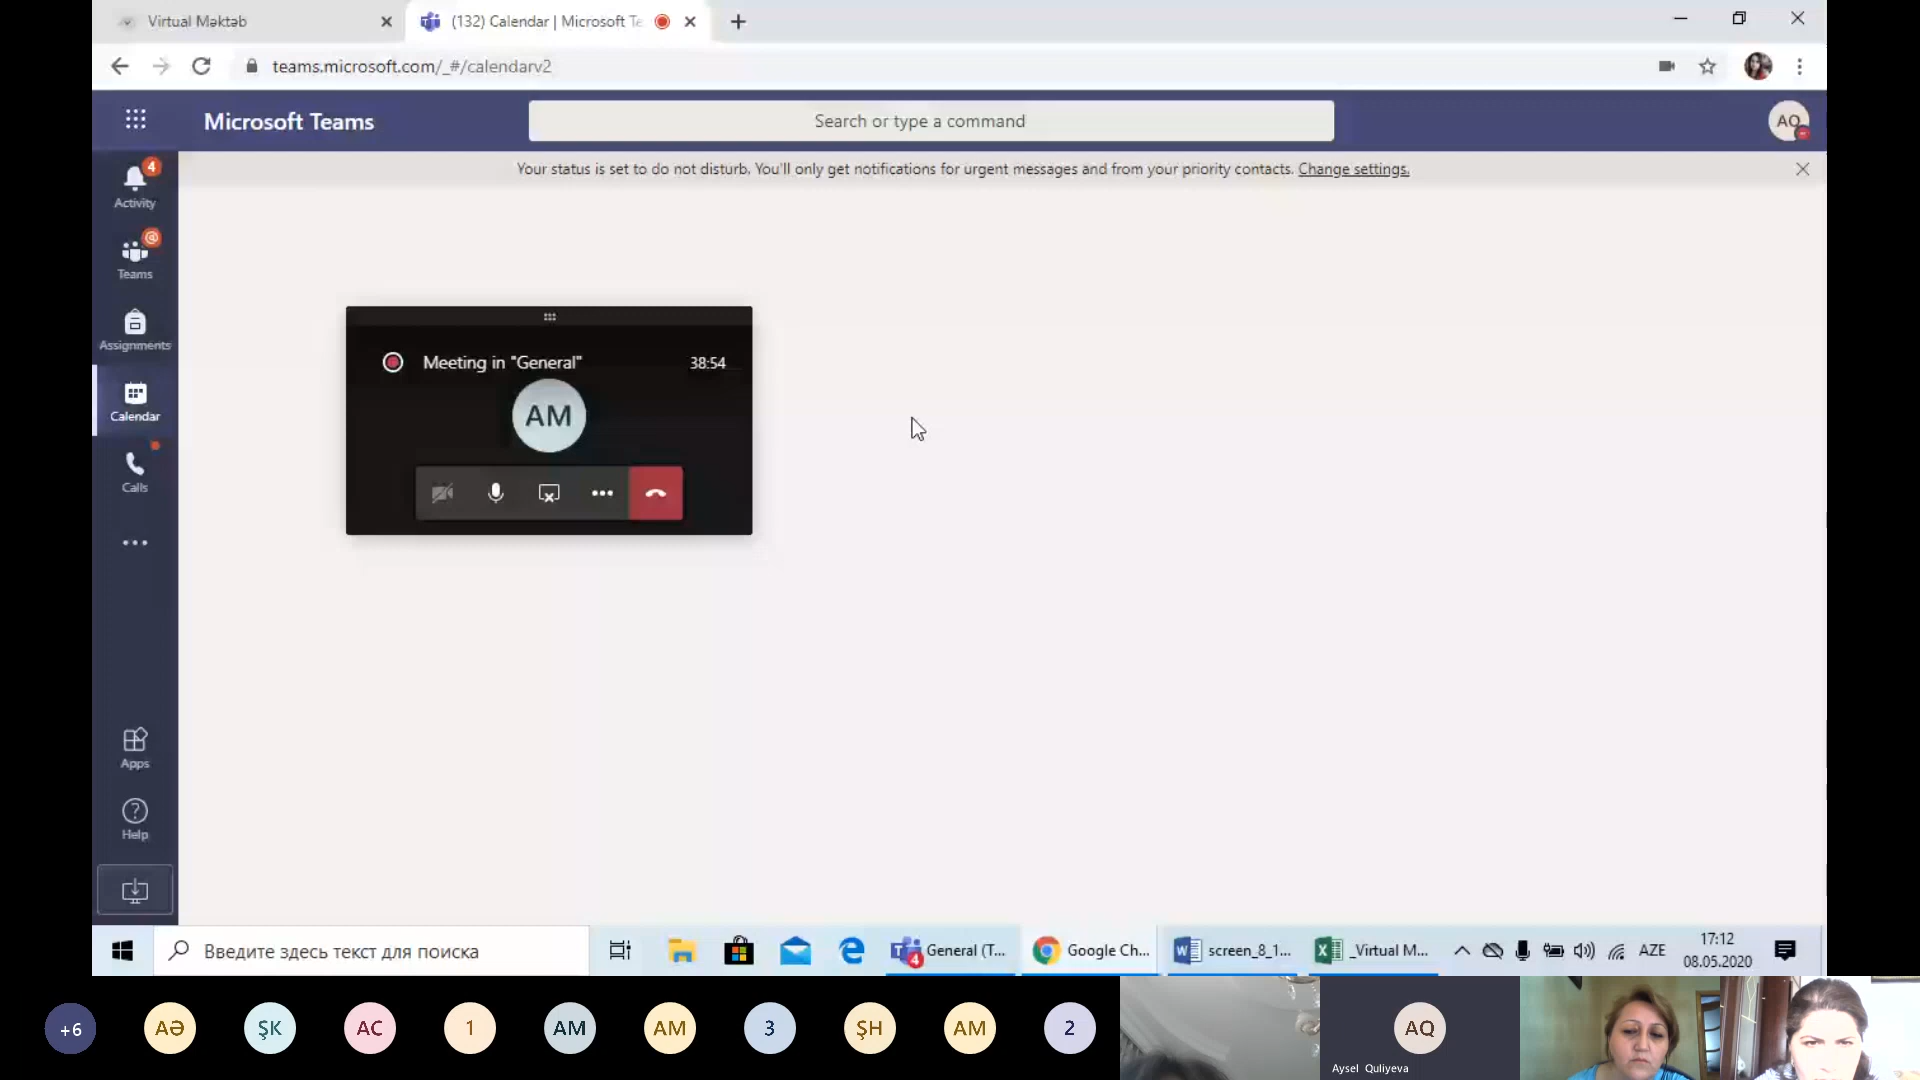 Virtual Məktəb
(132) Calendar | Microsoft Te
teams.microsoft.com/_#/calendarv2
Microsoft Teams
Search or type a command
AQ
Your status is set to do not disturb. You'll only get notifications for urgent messages and from your priority contacts. Change settings.
4
Activity
Teams
Assignments
Calendar
Calls
Meeting in "General"
38:54
AM
Apps
Help
Введите здесь текст для поиска
4
General (T...
Google Ch...
screen_8_1...
_Virtual M...
AZE
17:12
08.05.2020
+6
AƏ
ŞK
AC
1
AM
AM
3
ŞH
AM
2
AQ
Aysel Quliyeva